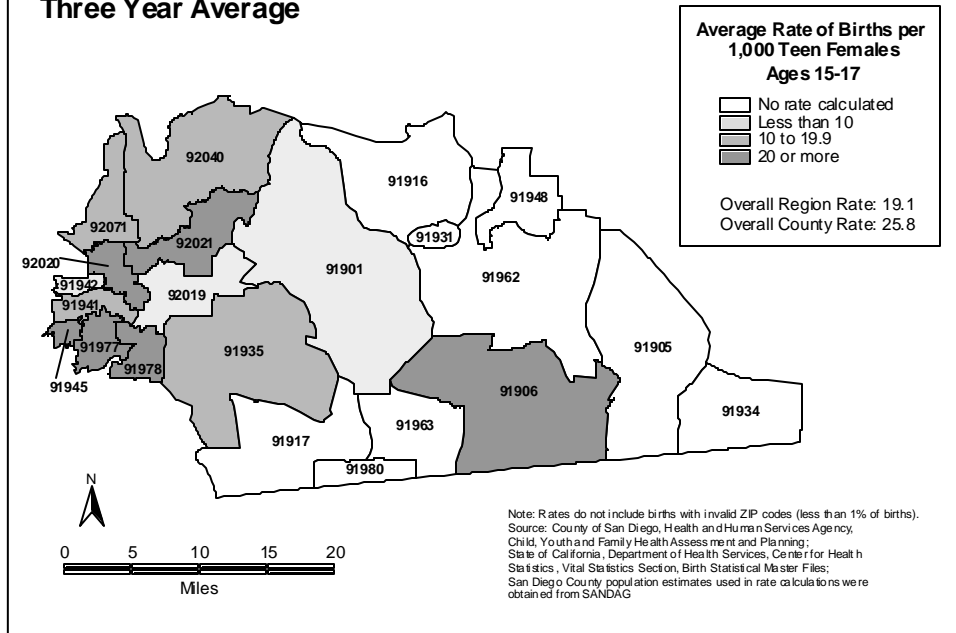 Three Year Average
Average Rate of Births per
1,000 Teen Females
Ages 15-17
No rate calculated
Less than 10
10 to 19.9
20 or more
Overall Region Rate: 19.1
Overall County Rate: 25.8
92040
91916
91948
92071
92021
91931
92020
91901
91962
91942
92019
91941
91935
91905
91977
91978
91945
91906
91934
91963
91917
91980
N
0 5 10 15 20
Miles
Note: Rates do not include births with invalid ZIP codes (less than 1% of births).
Source: County of San Diego, Health and Human Services Agency,
Child, Youth and Family Health Assessment and Planning;
State of California, Department of Health Services, Center for Health
Statistics, Vital Statistics Section, Birth Statistical Master Files;
San Diego County population estimates used in rate calculations were
obtained from SANDAG